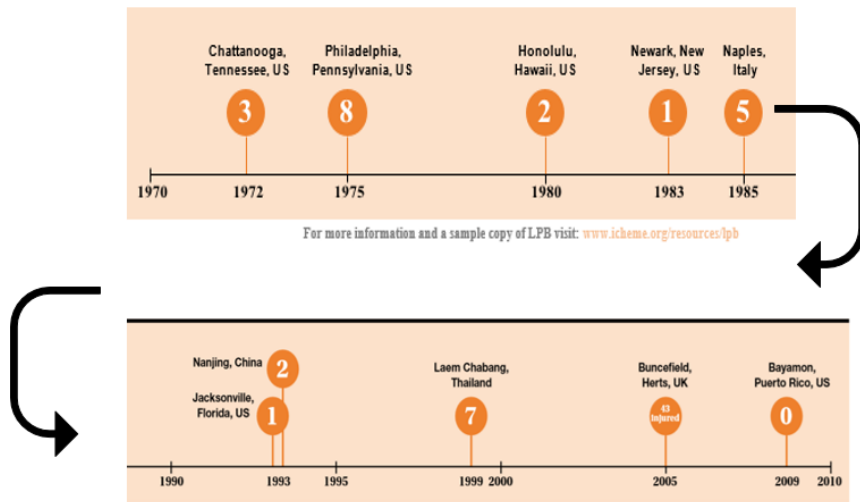 Chattanooga,
Tennessee, US
Philadelphia,
Pennsylvania, US
Honolulu,
Hawaii, US
Newark, New
Jersey, US
Naples,
Italy
3
8
2
1
5
1970
1972
1975
1980
1983
1985
For more information and a sample copy of LPB visit: www.icheme.org/resources/lpb
Nanjing, China
2
Jacksonville,
Florida, US
1
Laem Chabang,
Thailand
7
Buncefield,
Herts, UK
43
injured
Bayamon,
Puerto Rico, US
0
1990
1993
1995
1999
2000
2005
2009
2010